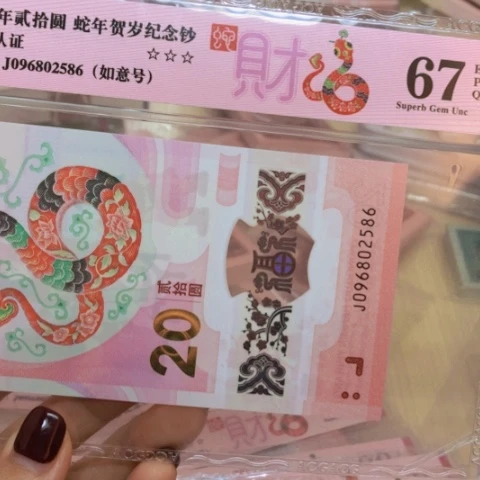 年贰拾圆 蛇年贺岁纪念钞
认证
☆☆☆
J096802586（如意号）
財
67
E
P
Q
Superb Gem Unc
J096802586
贰拾圆
20